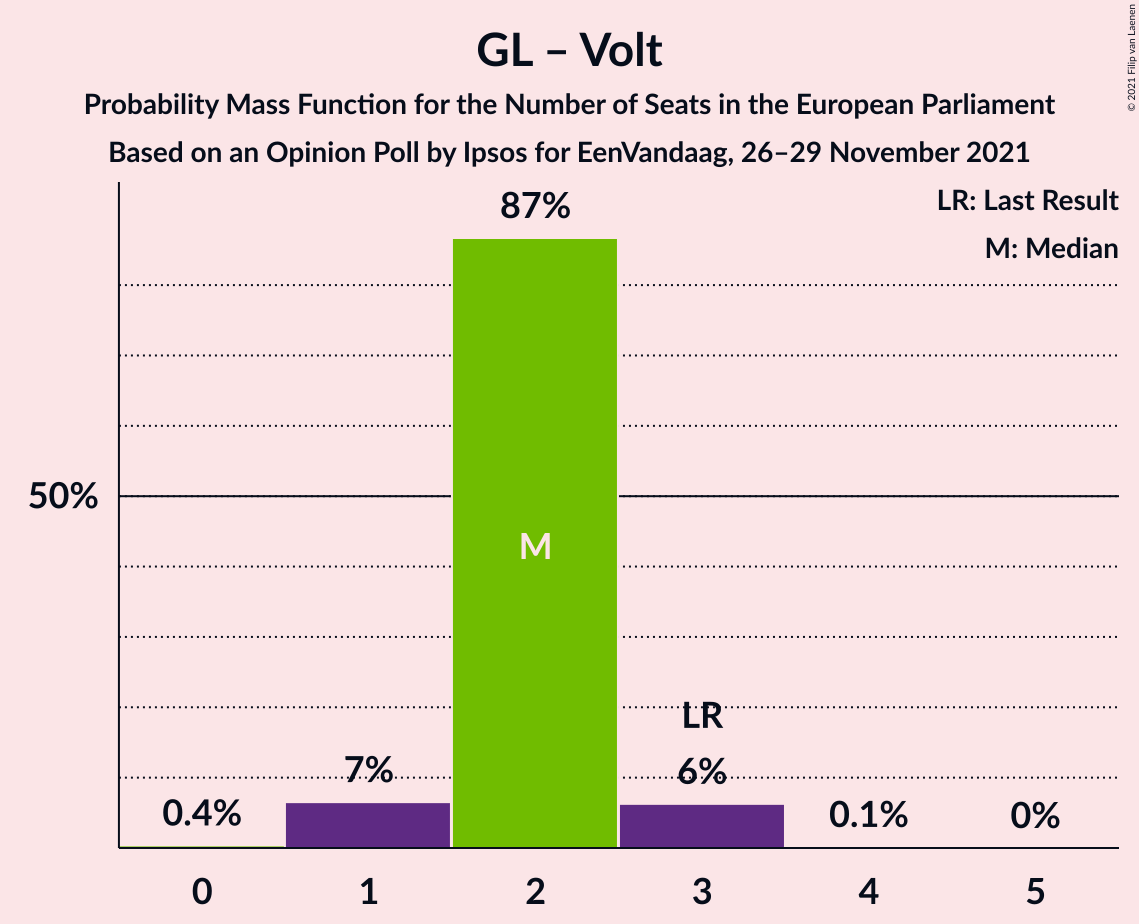 GL – Volt
Probability Mass Function for the Number of Seats in the European Parliament
Based on an Opinion Poll by Ipsos for EenVandaag, 26–29 November 2021
© 2021 Filip van Laenen
LR: Last Result
M: Median
87%
50%
M
LR
7%
6%
0.4%
0.1%
0%
0 1 2 3 4 5